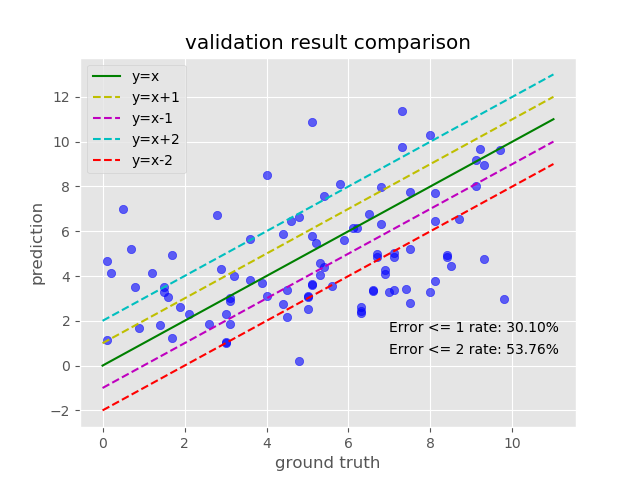 validation result comparison
y=x
y=x+1
y=x-1
y=x+2
y=x-2
12
10
8
6
4
2
0
−2
prediction
Error <= 1 rate: 30.10%
Error <= 2 rate: 53.76%
0 2 4 6 8 10
ground truth